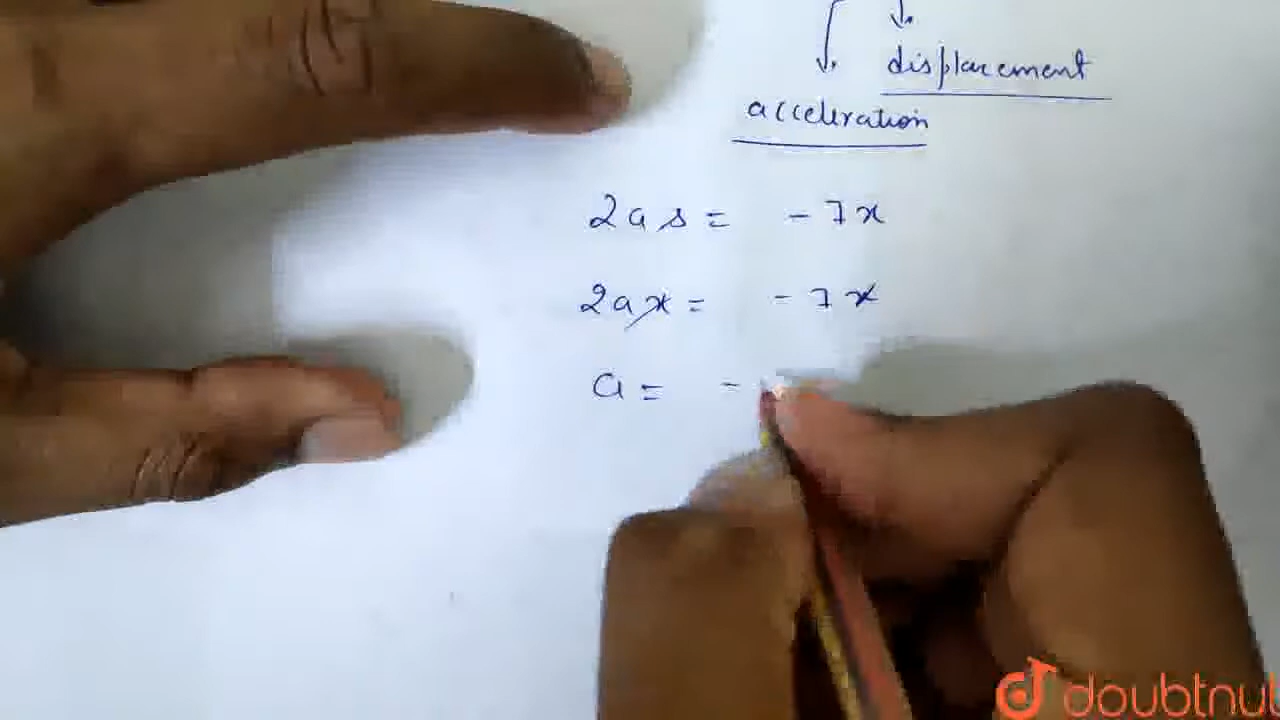 displacement
acceleration
2as = -7x
2ax = -7x
a = -
doubtnut